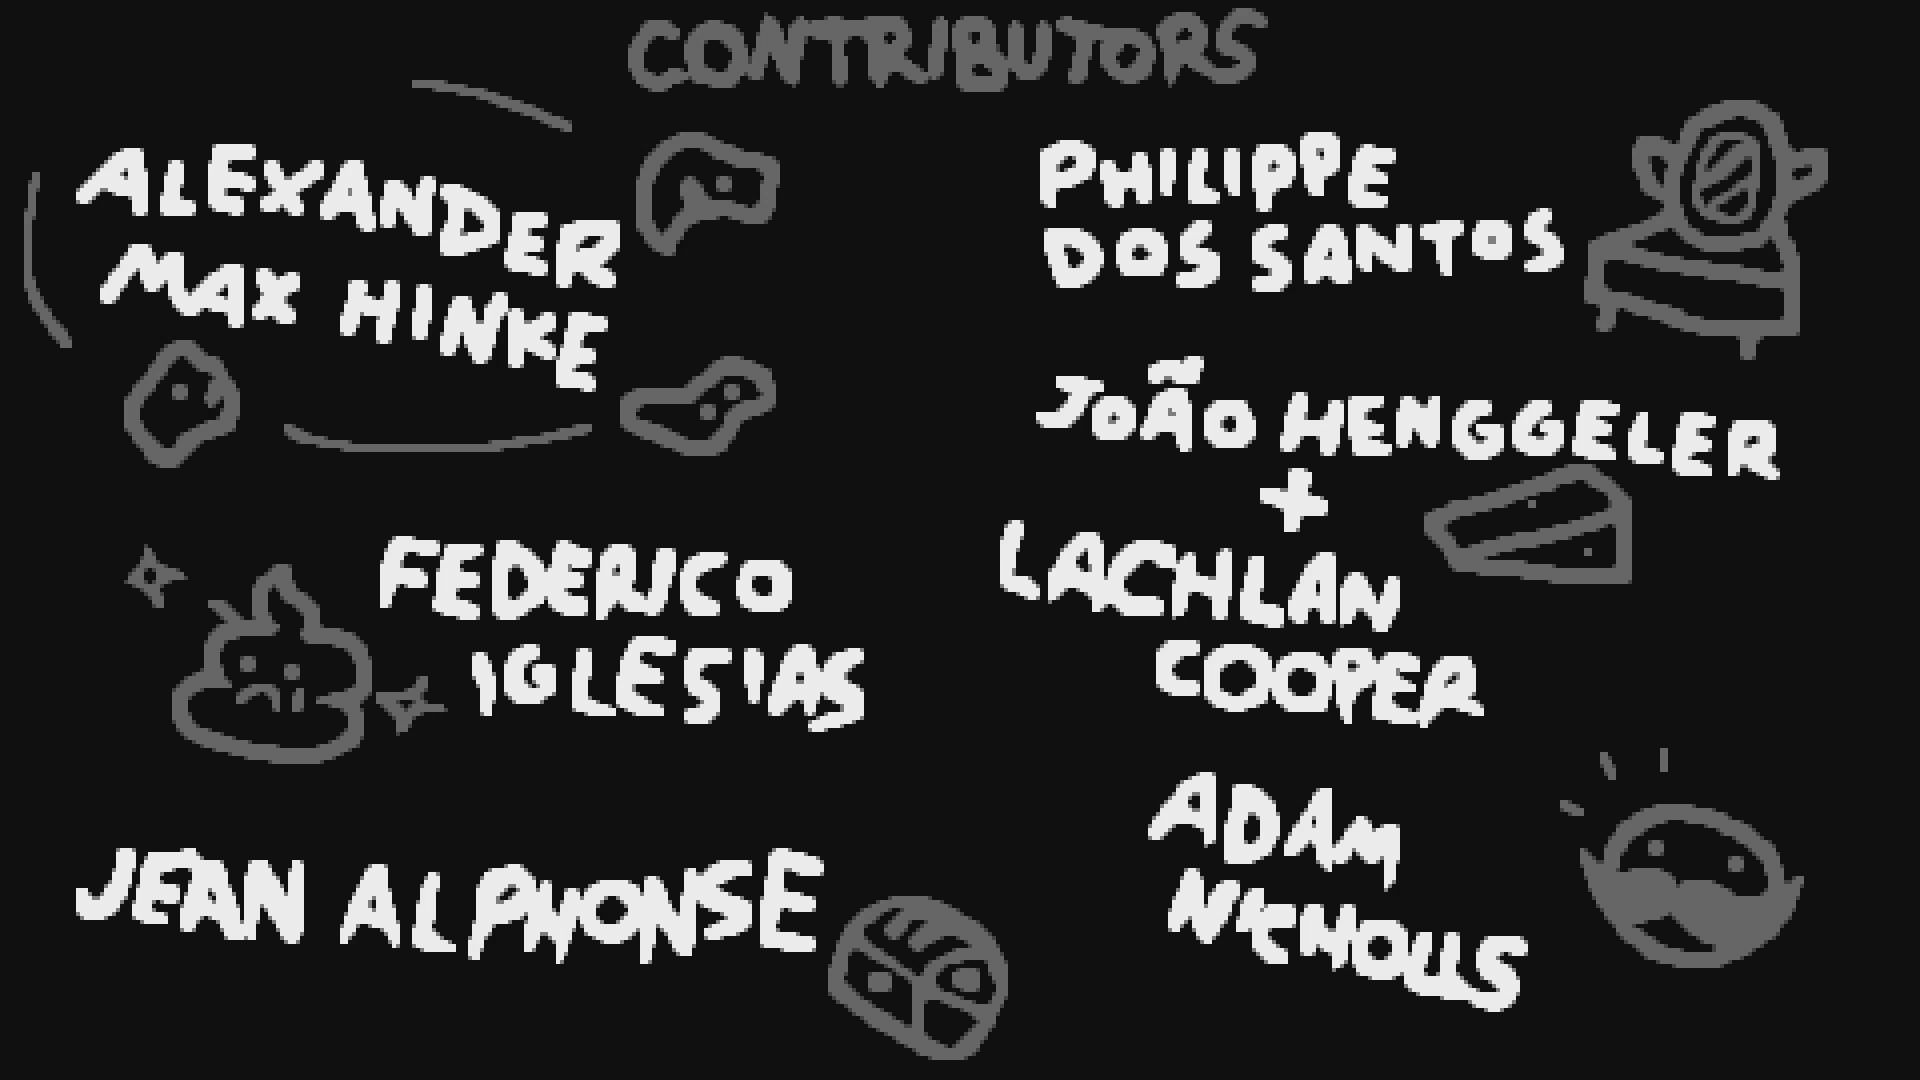 CONTRIBUTORS
ALEXANDER
MAX HINKE
FEDERICO
IGLESIAS
JEAN ALPHONSE
PHILIPPE
DOS SANTOS
JOÃO HENGGELER
+
LACHLAN
COOPER
ADAM
NICHOLLS